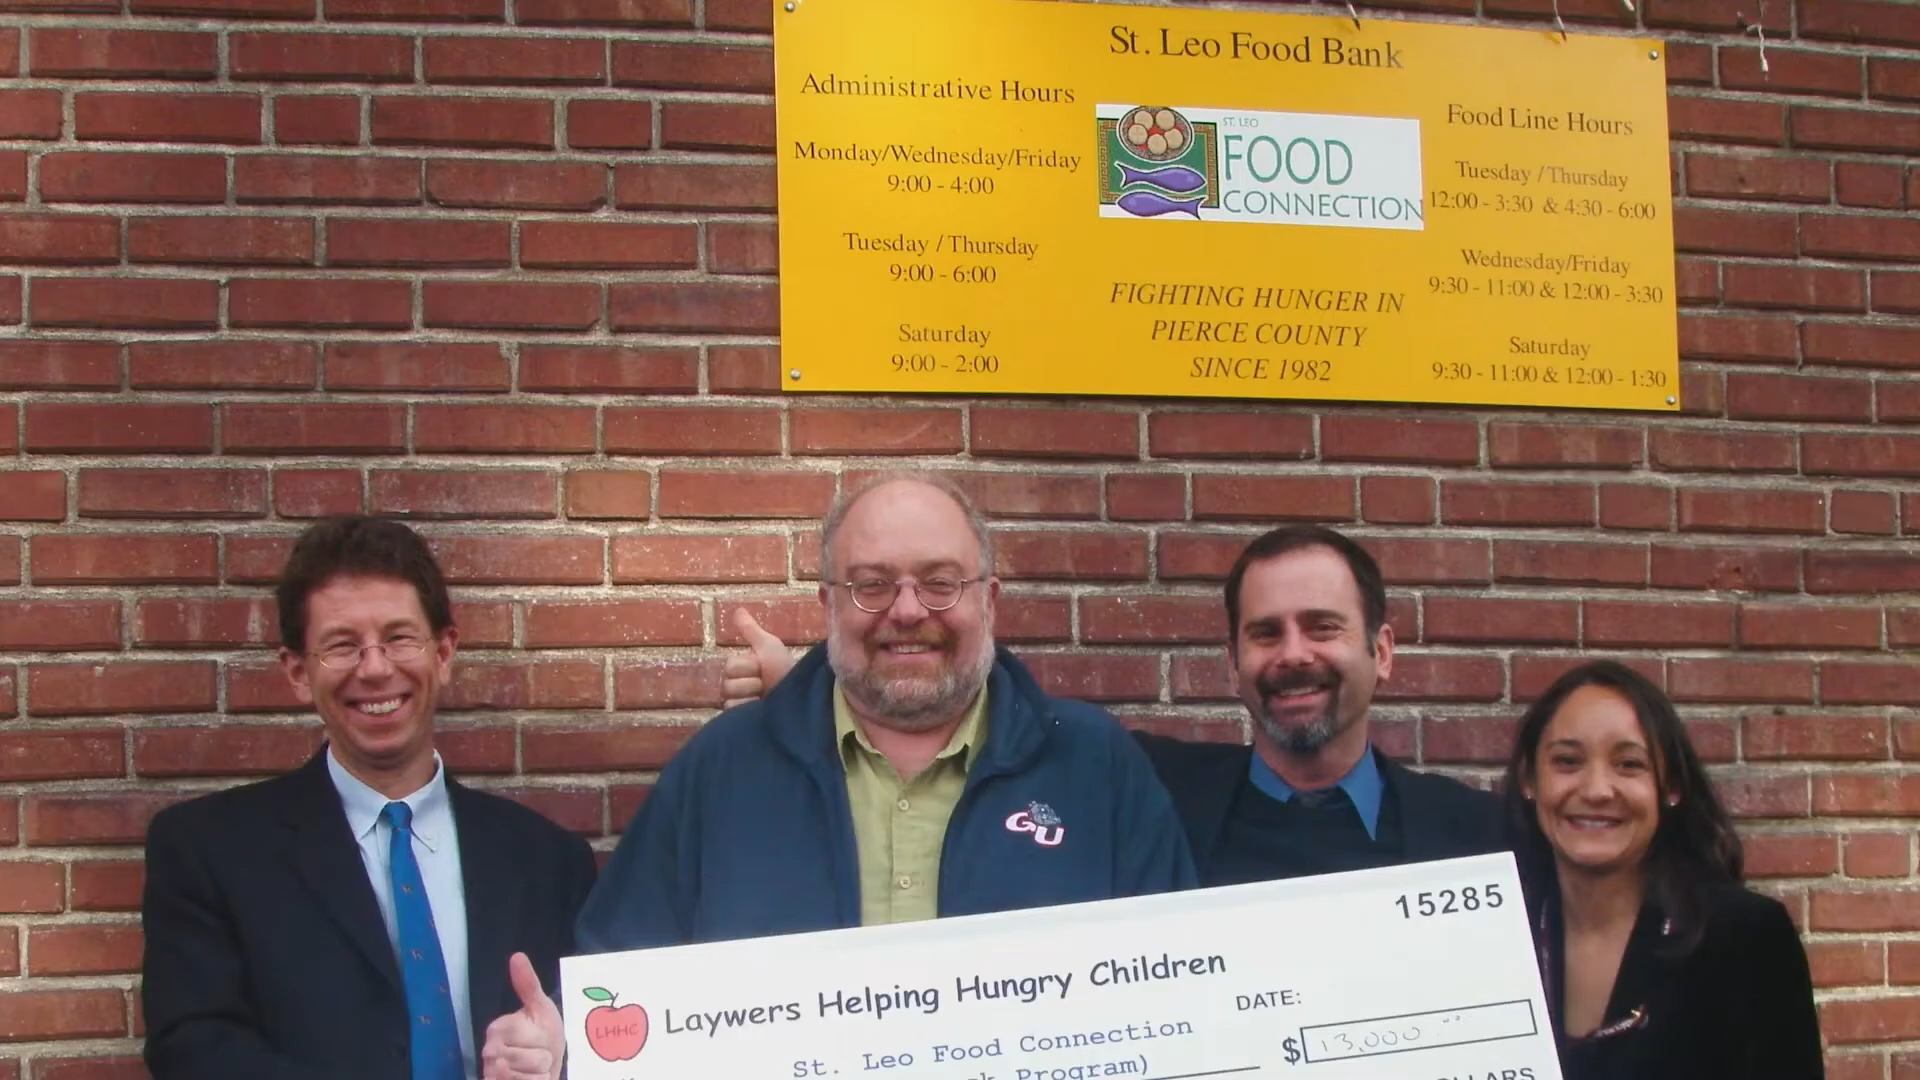 St. Leo Food Bank
Administrative Hours
Monday/Wednesday/Friday
9:00 - 4:00
Tuesday / Thursday
9:00 - 6:00
Saturday
9:00 - 2:00
ST. LEO
FOOD
CONNECTION
FIGHTING HUNGER IN
PIERCE COUNTY
SINCE 1982
Food Line Hours
Tuesday / Thursday
12:00 - 3:30 & 4:30 - 6:00
Wednesday/Friday
9:30 - 11:00 & 12:00 - 3:30
Saturday
9:30 - 11:00 & 12:00 - 1:30
GU
15285
LHHC
Laywers Helping Hungry Children
DATE:
St. Leo Food Connection
$ 13,000
Program)
DOLLARS